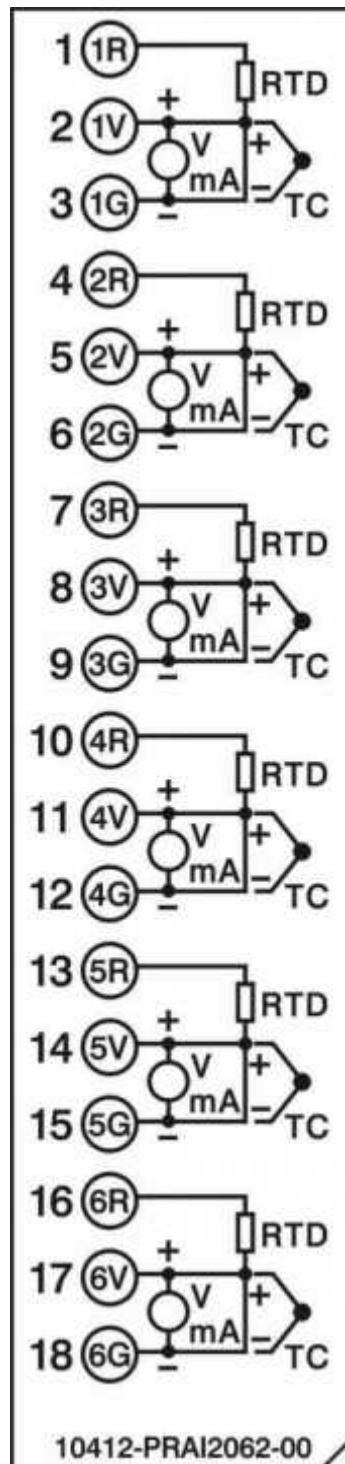 1 1R
RTD
+
2 1V
V +
mA
3 1G
- - TC
4 2R
RTD
+
5 2V
V +
mA
6 2G
- - TC
7 3R
RTD
+
8 3V
V +
mA
9 3G
- - TC
10 4R
RTD
+
11 4V
V +
mA
12 4G
- - TC
13 5R
RTD
+
14 5V
V +
mA
15 5G
- - TC
16 6R
RTD
+
17 6V
V +
mA
18 6G
- - TC
10412-PRAI2062-00